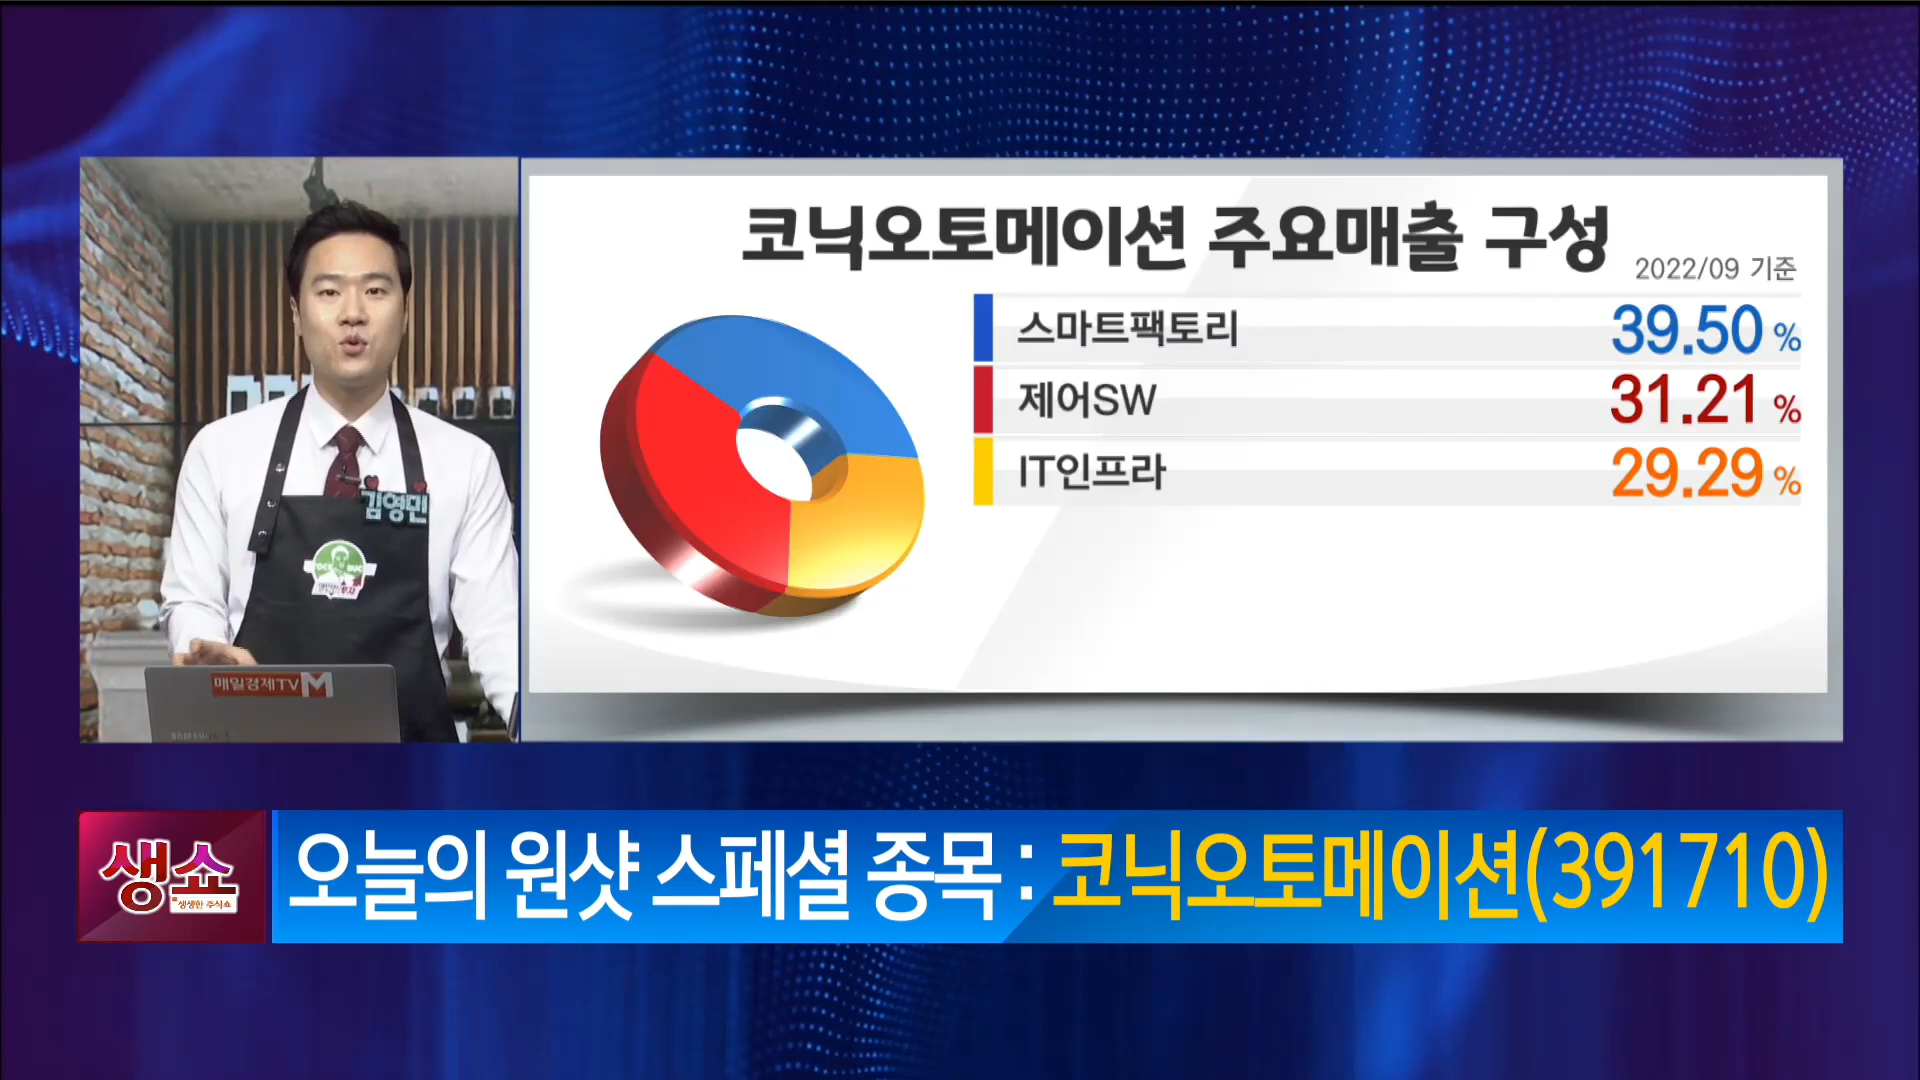 코닉오토메이션 주요매출 구성
2022/09 기준
스마트팩토리 39.50 %
제어SW 31.21 %
IT인프라 29.29 %
김영민
매일경제TV M
생쇼
생생한 주식쇼
오늘의 원샷 스페셜 종목 : 코닉오토메이션(391710)